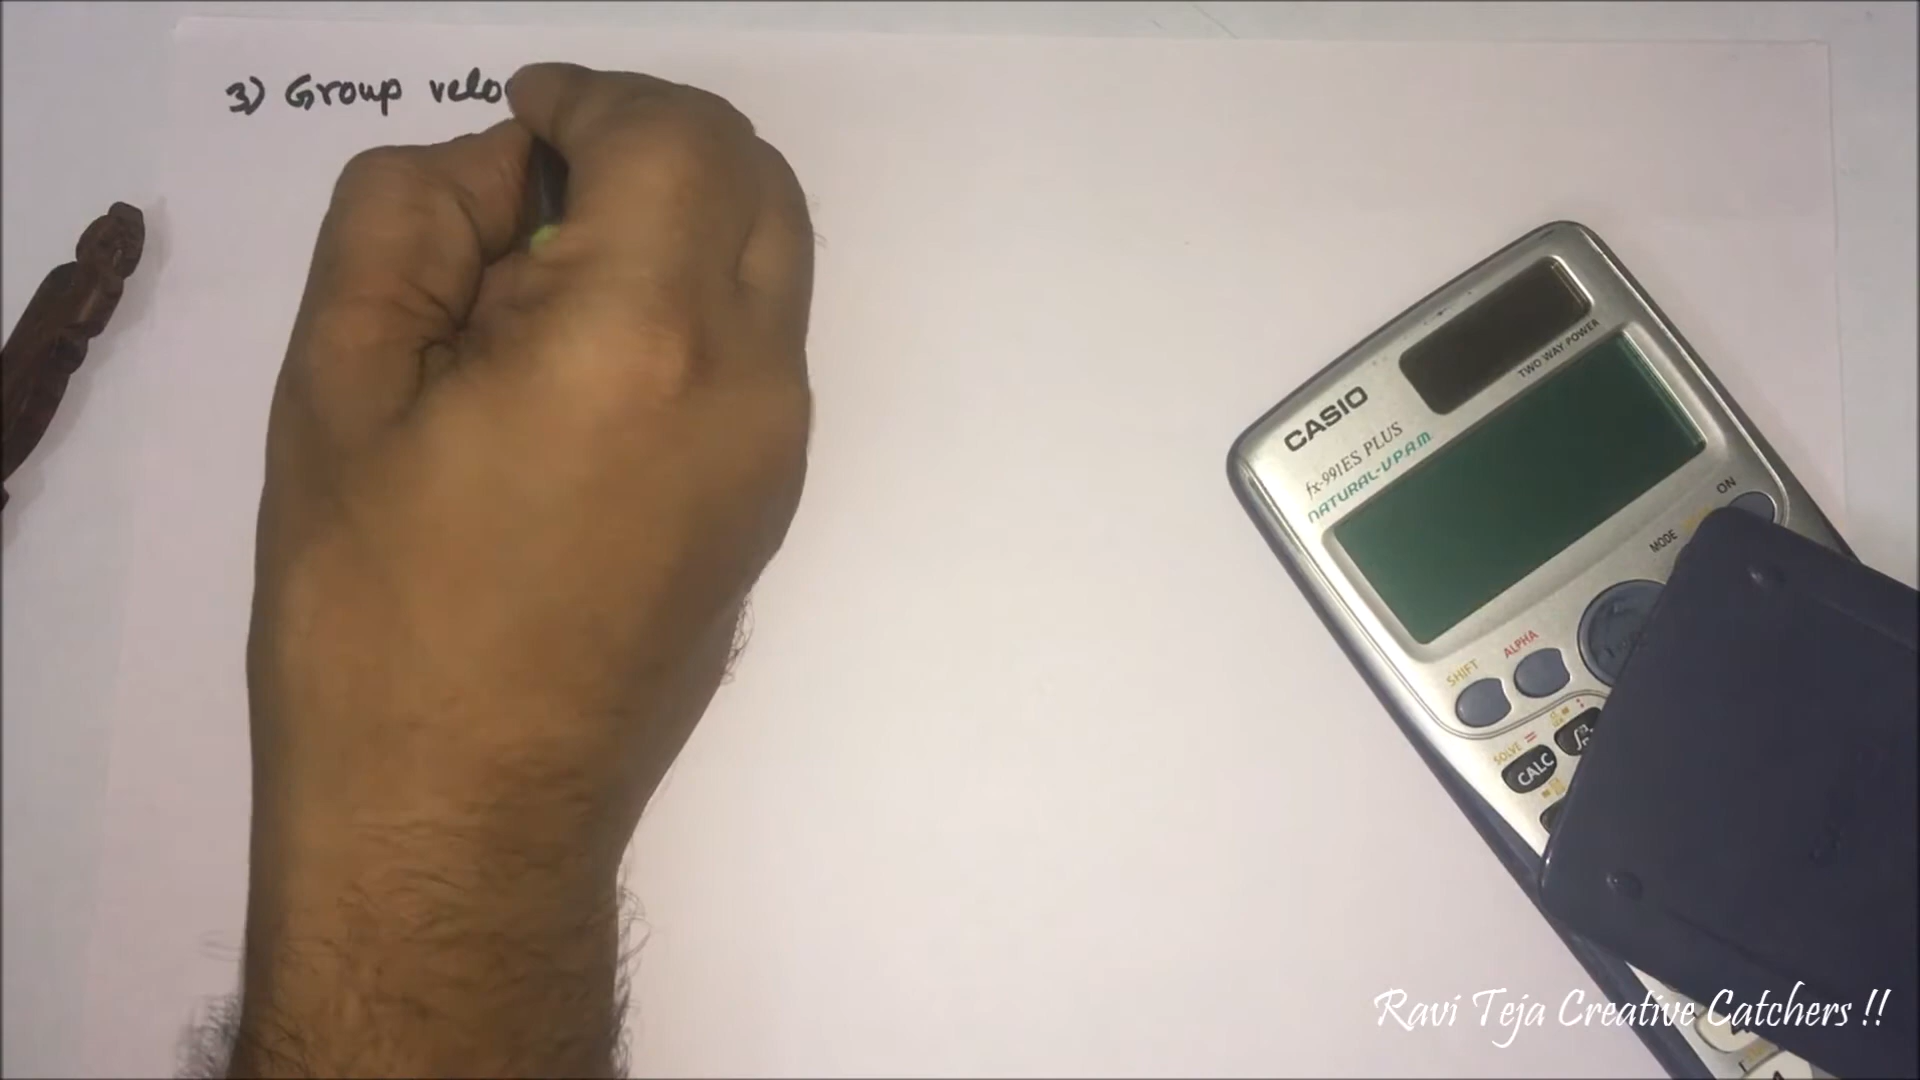 3) Group velo
TWO WAY POWER
CASIO
fx-991ES PLUS
NATURAL-V.P.A.M.
ON
MODE
SHIFT
ALPHA
SOLVE =
CALC
Ravi Teja Creative Catchers !!